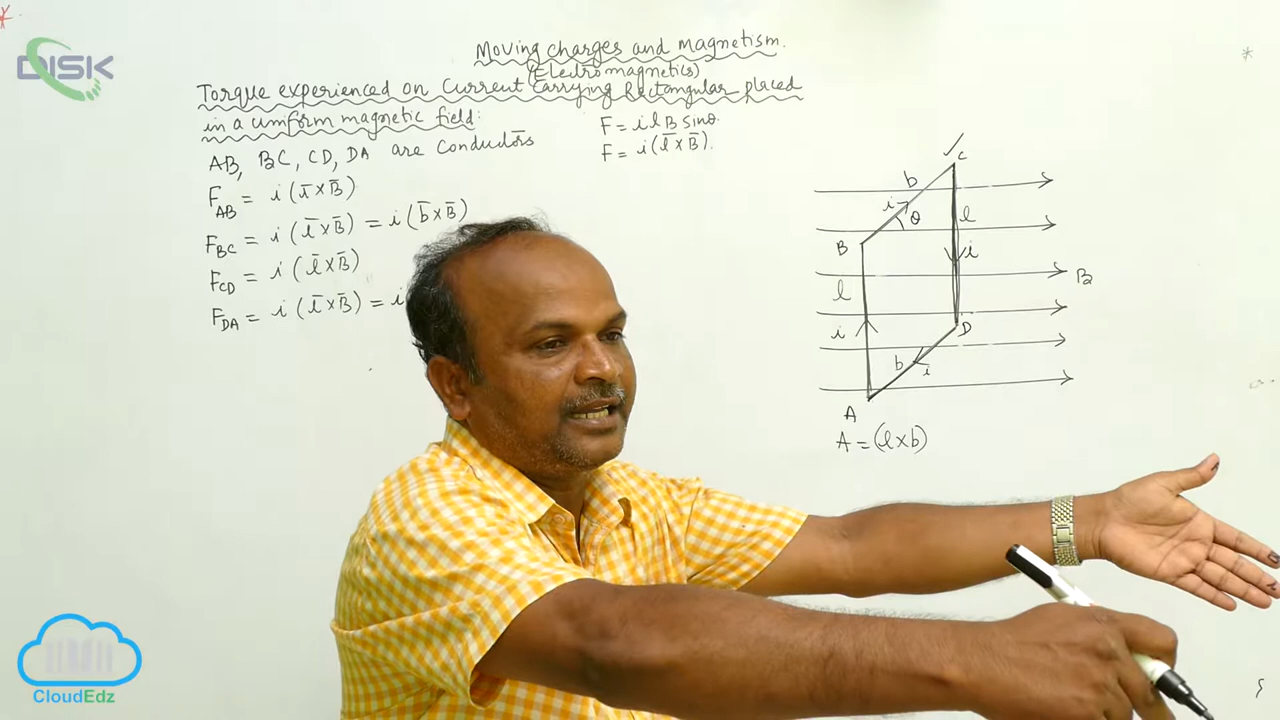 DISK
Moving charges and magnetism.
(Electromagnetics)
Torque experienced on Current Carrying Rectangular placed
in a uniform magnetic field:
F = i l B sinθ.
F = i(l̄ × B̄).
AB, BC, CD, DA are Conductors
F_AB = i(l̄ × B̄)
F_BC = i(l̄ × B̄) = i(b̄ × B̄)
F_CD = i(l̄ × B̄)
F_DA = i(l̄ × B̄) = i
C
b
i
θ
l
B
i
B
l
i
D
b
i
A
A = (l×b)
CloudEdz